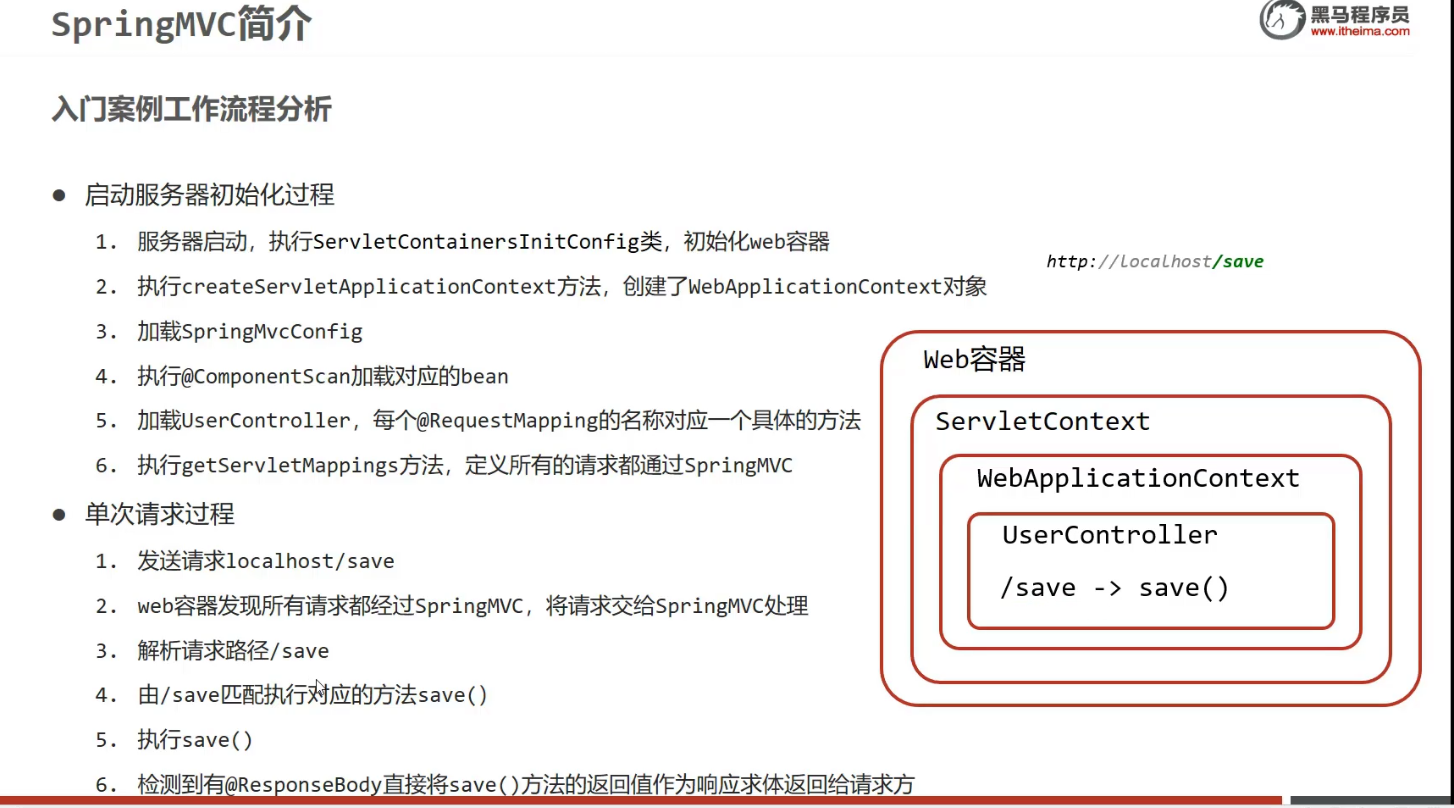 SpringMVC简介
黑马程序员
www.itheima.com
入门案例工作流程分析
● 启动服务器初始化过程
1. 服务器启动，执行ServletContainersInitConfig类，初始化web容器
2. 执行createServletApplicationContext方法，创建了WebApplicationContext对象
3. 加载SpringMvcConfig
4. 执行@ComponentScan加载对应的bean
5. 加载UserController，每个@RequestMapping的名称对应一个具体的方法
6. 执行getServletMappings方法，定义所有的请求都通过SpringMVC
● 单次请求过程
1. 发送请求localhost/save
2. web容器发现所有请求都经过SpringMVC，将请求交给SpringMVC处理
3. 解析请求路径/save
4. 由/save匹配执行对应的方法save()
5. 执行save()
6. 检测到有@ResponseBody直接将save()方法的返回值作为响应求体返回给请求方
http://localhost/save
Web容器
ServletContext
WebApplicationContext
UserController
/save -> save()